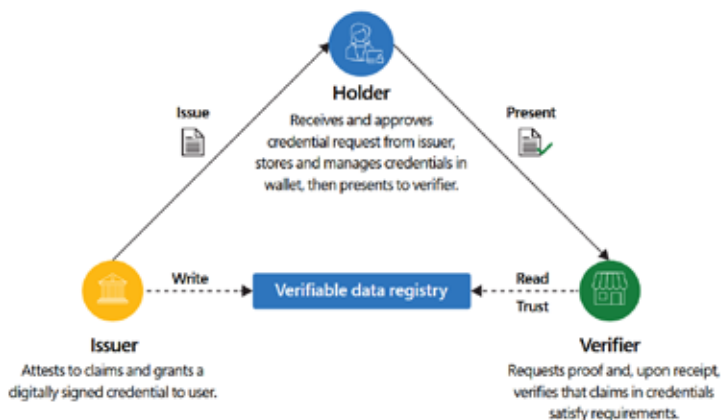 Holder
Issue
Present
Receives and approves
credential request from issuer,
stores and manages credentials in
wallet, then presents to verifier.
Write
Verifiable data registry
Read
Trust
Issuer
Attests to claims and grants a
digitally signed credential to user.
Verifier
Requests proof and, upon receipt,
verifies that claims in credentials
satisfy requirements.